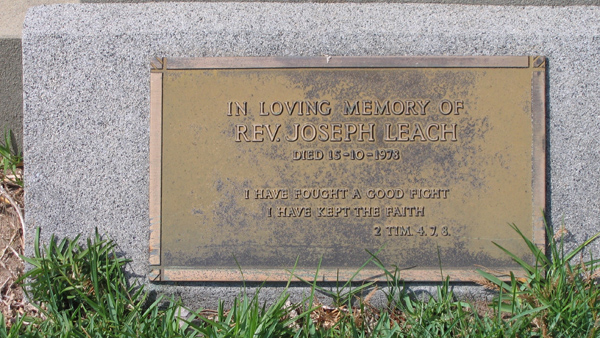 IN LOVING MEMORY OF
REV. JOSEPH LEACH
DIED 15-10-1978
I HAVE FOUGHT A GOOD FIGHT
I HAVE KEPT THE FAITH
2 TIM. 4. 7, 8.